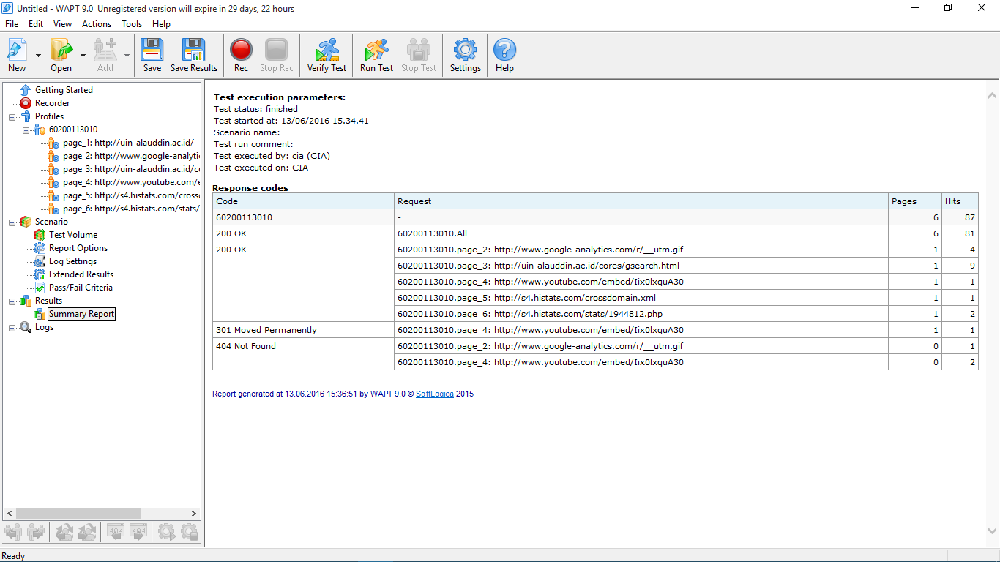 Untitled - WAPT 9.0 Unregistered version will expire in 29 days, 22 hours
File Edit View Actions Tools Help
New Open Add Save Save Results Rec Stop Rec Verify Test Run Test Stop Test Settings Help
Getting Started
Recorder
Profiles
60200113010
page_1: http://uin-alauddin.ac.id/
page_2: http://www.google-analyti
page_3: http://uin-alauddin.ac.id/c
page_4: http://www.youtube.com/e
page_5: http://s4.histats.com/cross
page_6: http://s4.histats.com/stats/
Scenario
Test Volume
Report Options
Log Settings
Extended Results
Pass/Fail Criteria
Results
Summary Report
Logs
Test execution parameters:
Test status: finished
Test started at: 13/06/2016 15.34.41
Scenario name:
Test run comment:
Test executed by: cia (CIA)
Test executed on: CIA
Response codes
Code Request Pages Hits
60200113010 - 6 87
200 OK 60200113010.All 6 81
200 OK 60200113010.page_2: http://www.google-analytics.com/r/__utm.gif 1 4
60200113010.page_3: http://uin-alauddin.ac.id/cores/gsearch.html 1 9
60200113010.page_4: http://www.youtube.com/embed/Iix0lxquA30 1 1
60200113010.page_5: http://s4.histats.com/crossdomain.xml 1 1
60200113010.page_6: http://s4.histats.com/stats/1944812.php 1 2
301 Moved Permanently 60200113010.page_4: http://www.youtube.com/embed/Iix0lxquA30 1 1
404 Not Found 60200113010.page_2: http://www.google-analytics.com/r/__utm.gif 0 1
60200113010.page_4: http://www.youtube.com/embed/Iix0lxquA30 0 2
Report generated at 13.06.2016 15:36:51 by WAPT 9.0 © SoftLogica 2015
404 404
Ready